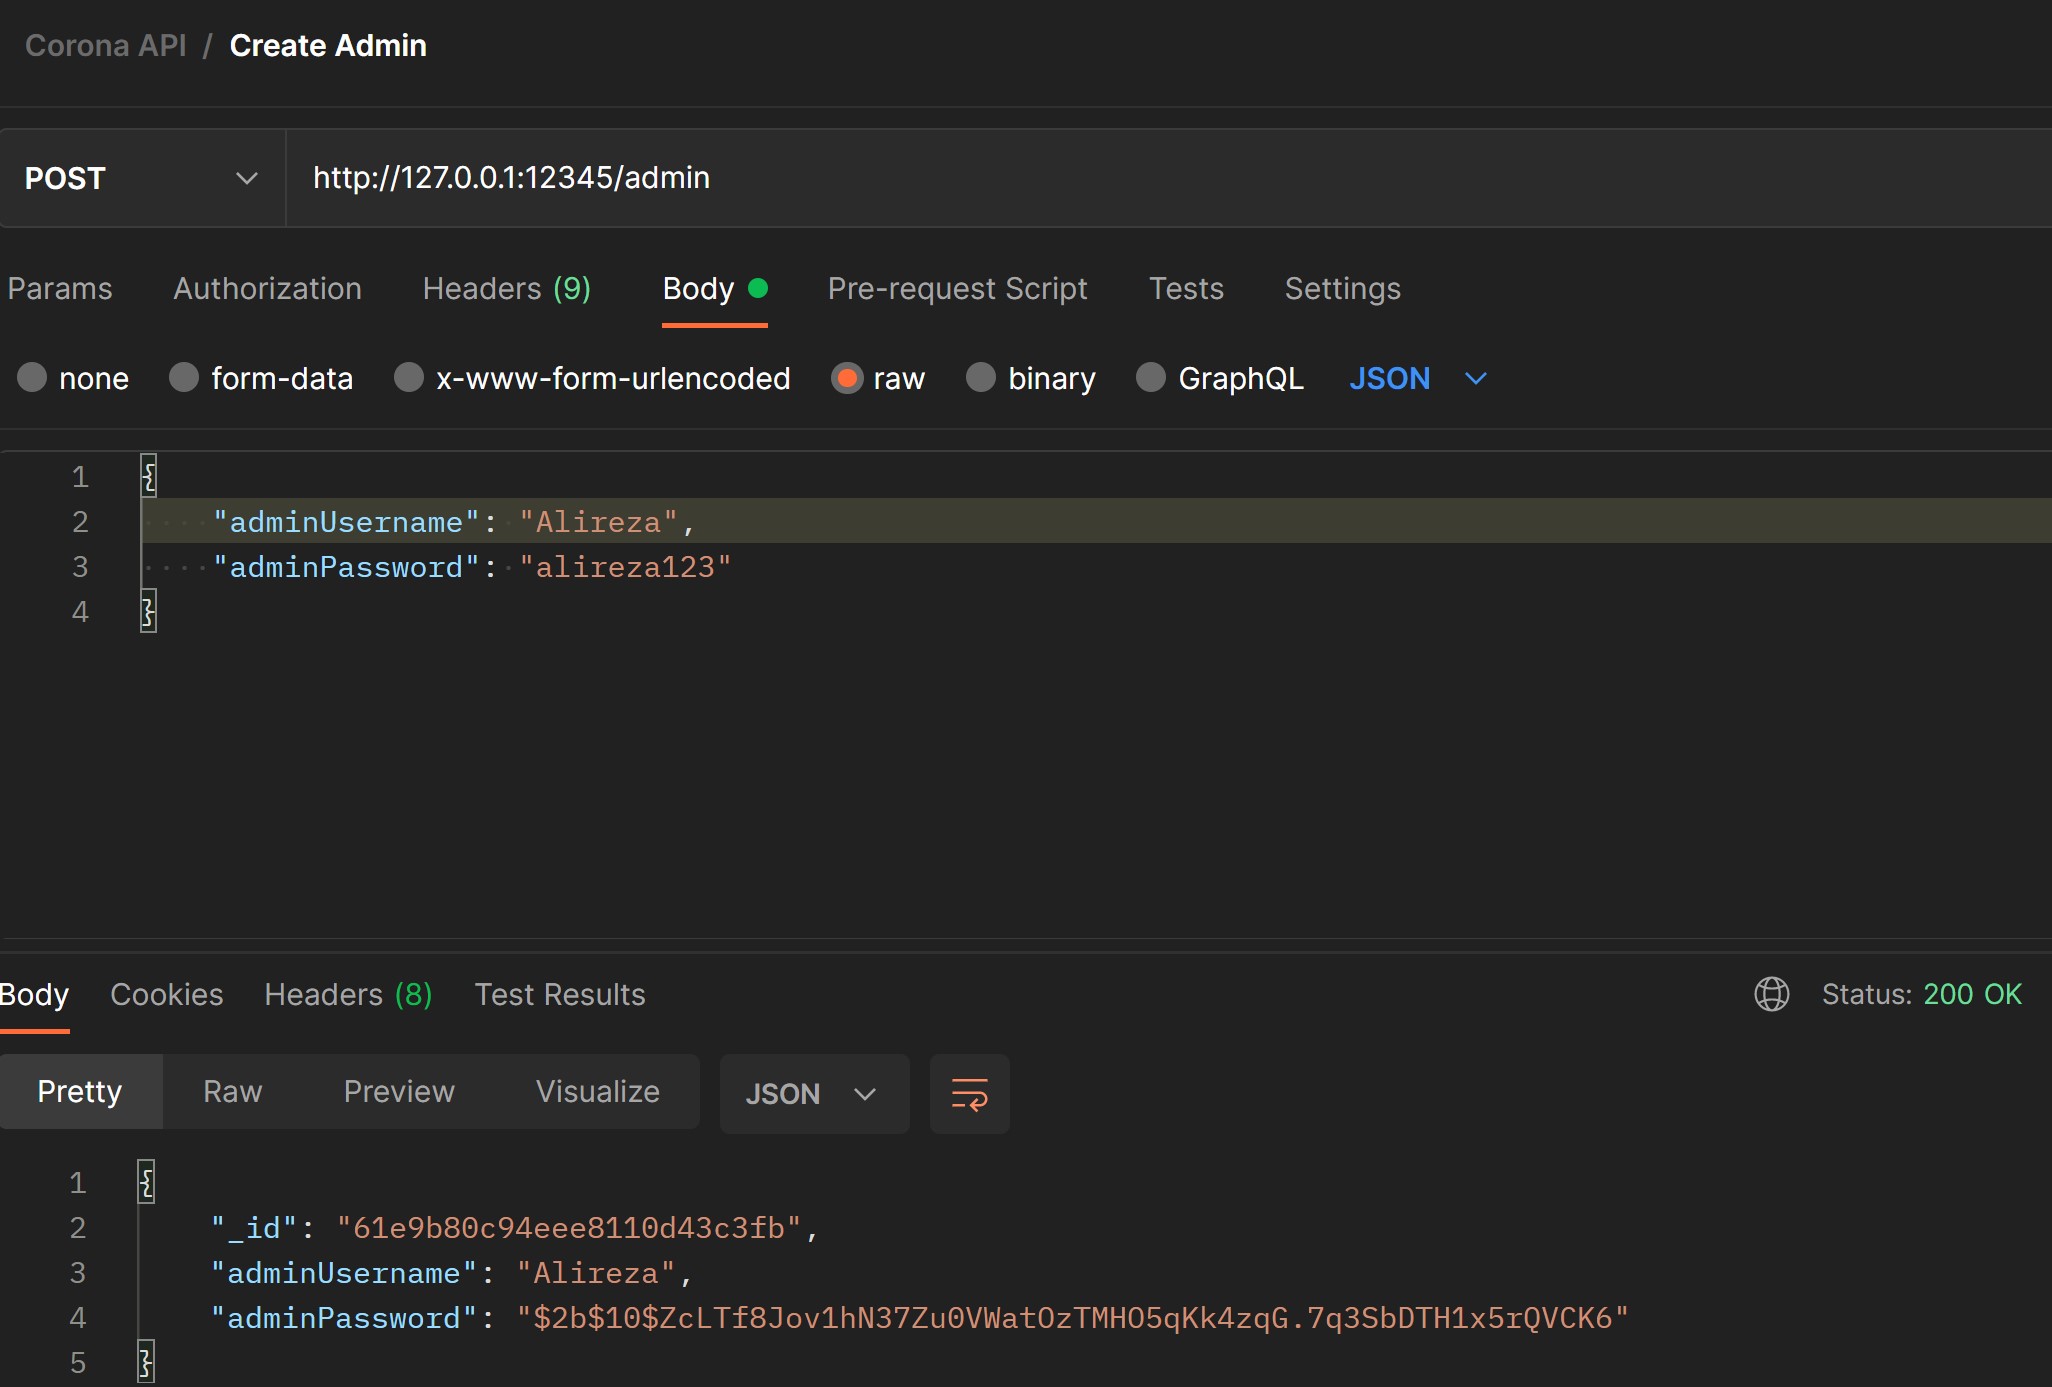 Corona API / Create Admin
POST http://127.0.0.1:12345/admin
Params Authorization Headers (9) Body Pre-request Script Tests Settings
none form-data x-www-form-urlencoded raw binary GraphQL JSON
1 {
2 "adminUsername": "Alireza",
3 "adminPassword": "alireza123"
4 }
Body Cookies Headers (8) Test Results Status: 200 OK
Pretty Raw Preview Visualize JSON
1 {
2 "_id": "61e9b80c94eee8110d43c3fb",
3 "adminUsername": "Alireza",
4 "adminPassword": "$2b$10$ZcLTf8Jov1hN37Zu0VWatOzTMHO5qKk4zqG.7q3SbDTH1x5rQVCK6"
5 }